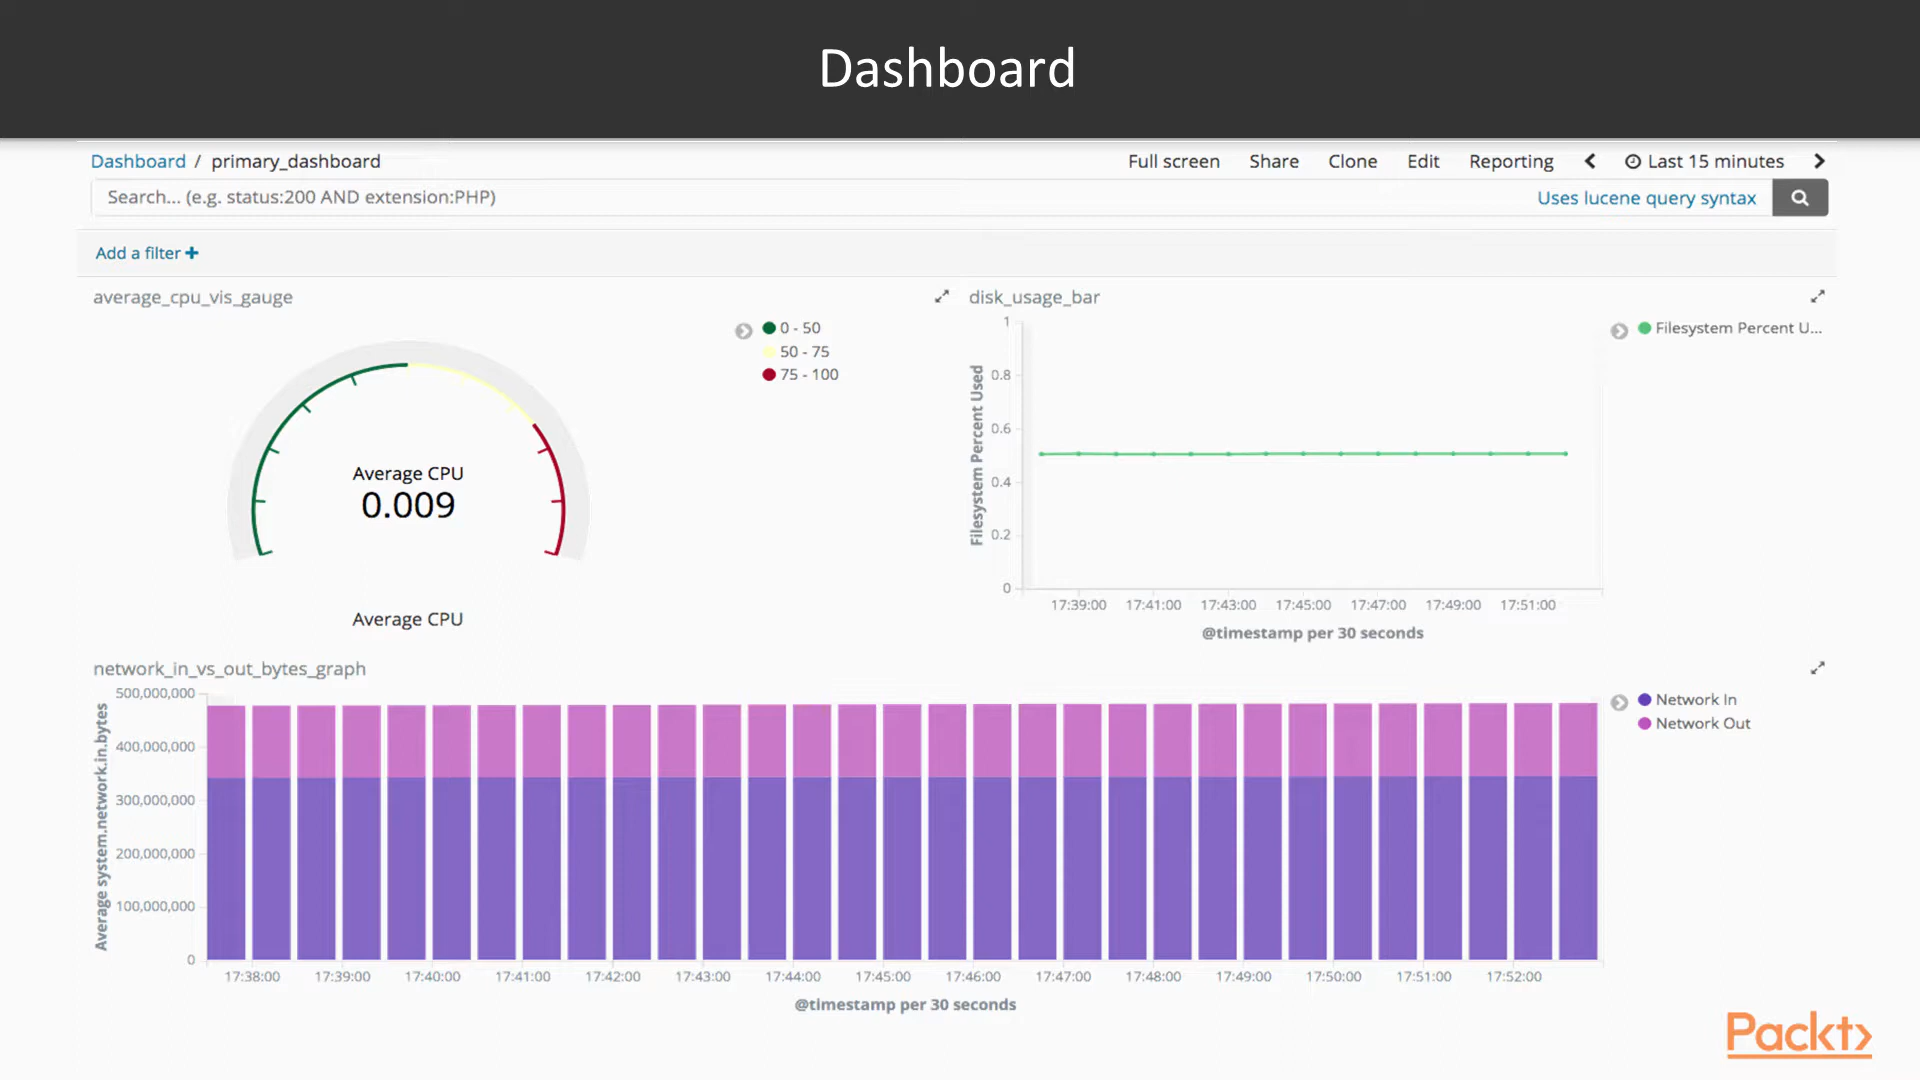 Dashboard
Dashboard / primary_dashboard
Full screen Share Clone Edit Reporting Last 15 minutes
Search... (e.g. status:200 AND extension:PHP)
Uses lucene query syntax
Add a filter +
average_cpu_vis_gauge
0 - 50
50 - 75
75 - 100
Average CPU
0.009
Average CPU
disk_usage_bar
Filesystem Percent U...
Filesystem Percent Used
1
0.8
0.6
0.4
0.2
0
17:39:00 17:41:00 17:43:00 17:45:00 17:47:00 17:49:00 17:51:00
@timestamp per 30 seconds
network_in_vs_out_bytes_graph
Network In
Network Out
Average system.network.in.bytes
500,000,000
400,000,000
300,000,000
200,000,000
100,000,000
0
17:38:00 17:39:00 17:40:00 17:41:00 17:42:00 17:43:00 17:44:00 17:45:00 17:46:00 17:47:00 17:48:00 17:49:00 17:50:00 17:51:00 17:52:00
@timestamp per 30 seconds
Packt>